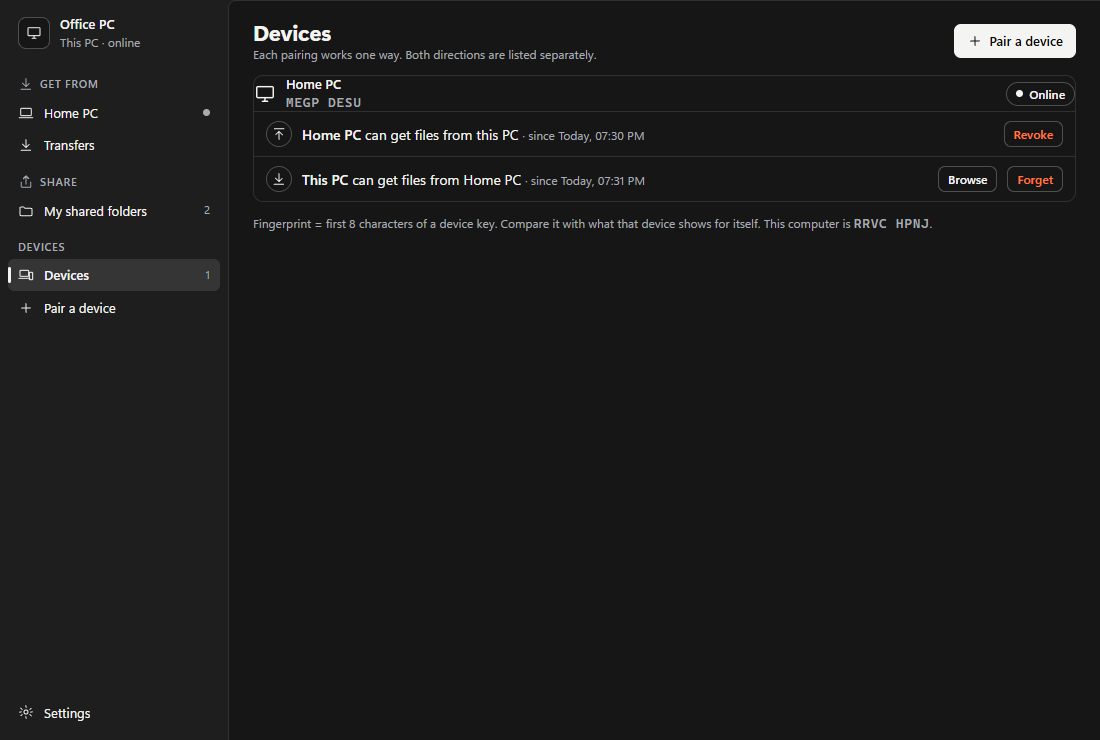 Office PC
This PC · online
GET FROM
Home PC
Transfers
SHARE
My shared folders 2
DEVICES
Devices 1
Pair a device
Settings
Devices
Each pairing works one way. Both directions are listed separately.
Pair a device
Home PC
MEGP DESU
Online
Home PC can get files from this PC · since Today, 07:30 PM
Revoke
This PC can get files from Home PC · since Today, 07:31 PM
Browse Forget
Fingerprint = first 8 characters of a device key. Compare it with what that device shows for itself. This computer is RRVC HPNJ.